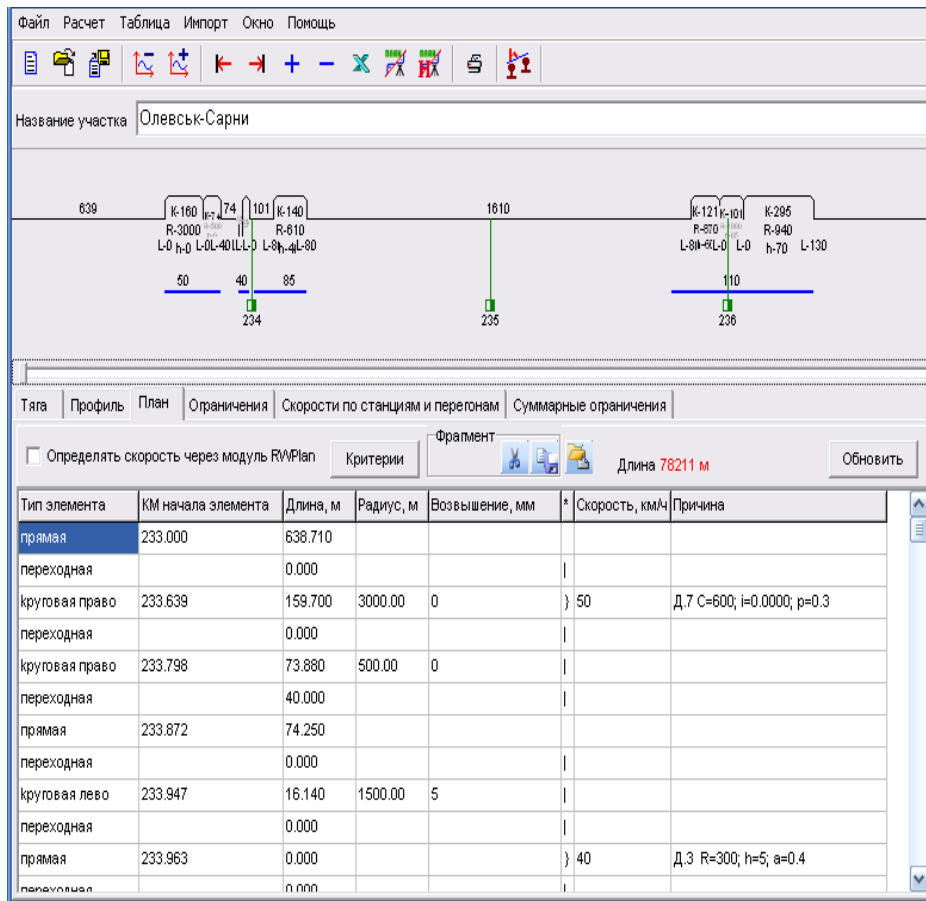 Файл Расчет Таблица Импорт Окно Помощь
Название участка Олевськ-Сарни
639 К-160 74 101 К-140 1610 К-121 К-101 К-295
R-3000 R-610 R-870 R-940
L-0 h-0 L-80 h-70 L-130
50 40 85 110
234 235 236
Тяга Профиль План Ограничения Скорости по станциям и перегонам Суммарные ограничения
Определять скорость через модуль RWPlan Критерии Фрагмент Длина 78211 м Обновить
Тип элемента КМ начала элемента Длина, м Радиус, м Возвышение, мм * Скорость, км/ч Причина
прямая 233.000 638.710
переходная 0.000 |
круговая право 233.639 159.700 3000.00 0 } 50 Д.7 C=600; i=0.0000; p=0.3
переходная 0.000 |
круговая право 233.798 73.880 500.00 0 |
переходная 40.000 |
прямая 233.872 74.250
переходная 0.000 |
круговая лево 233.947 16.140 1500.00 5 |
переходная 0.000 |
прямая 233.963 0.000 } 40 Д.3 R=300; h=5; a=0.4
переходная 0.000 |